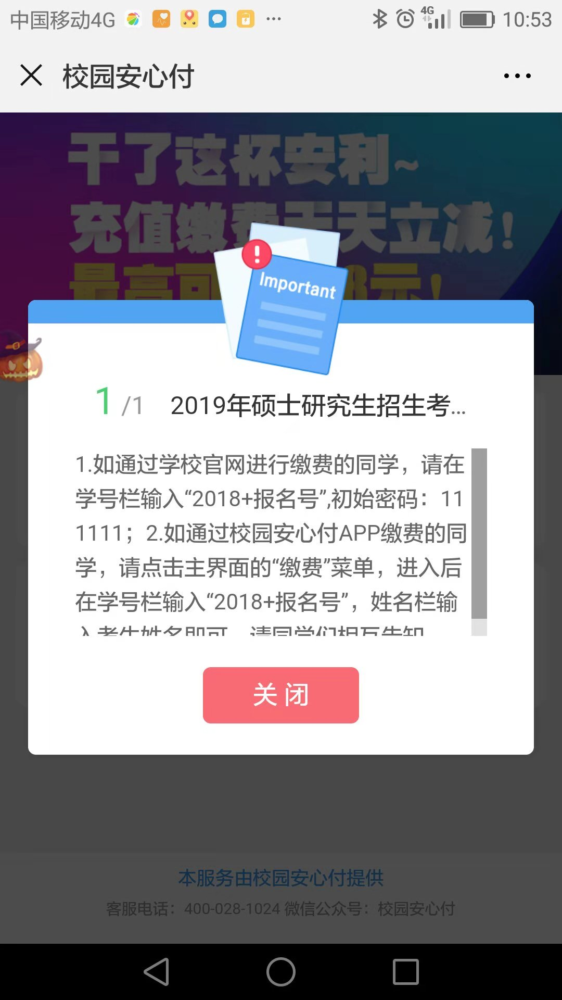 中国移动4G
4G
10:53
校园安心付
干了这杯安利~
充值缴费天天立减!
最高可
8元!
Important
1/1 2019年硕士研究生招生考...
1.如通过学校官网进行缴费的同学，请在
学号栏输入“2018+报名号”,初始密码：11
1111；2.如通过校园安心付APP缴费的同
学，请点击主界面的“缴费”菜单，进入后
在学号栏输入“2018+报名号”，姓名栏输
入考生姓名即可。请同学们相互告知
关 闭
本服务由校园安心付提供
客服电话：400-028-1024 微信公众号：校园安心付